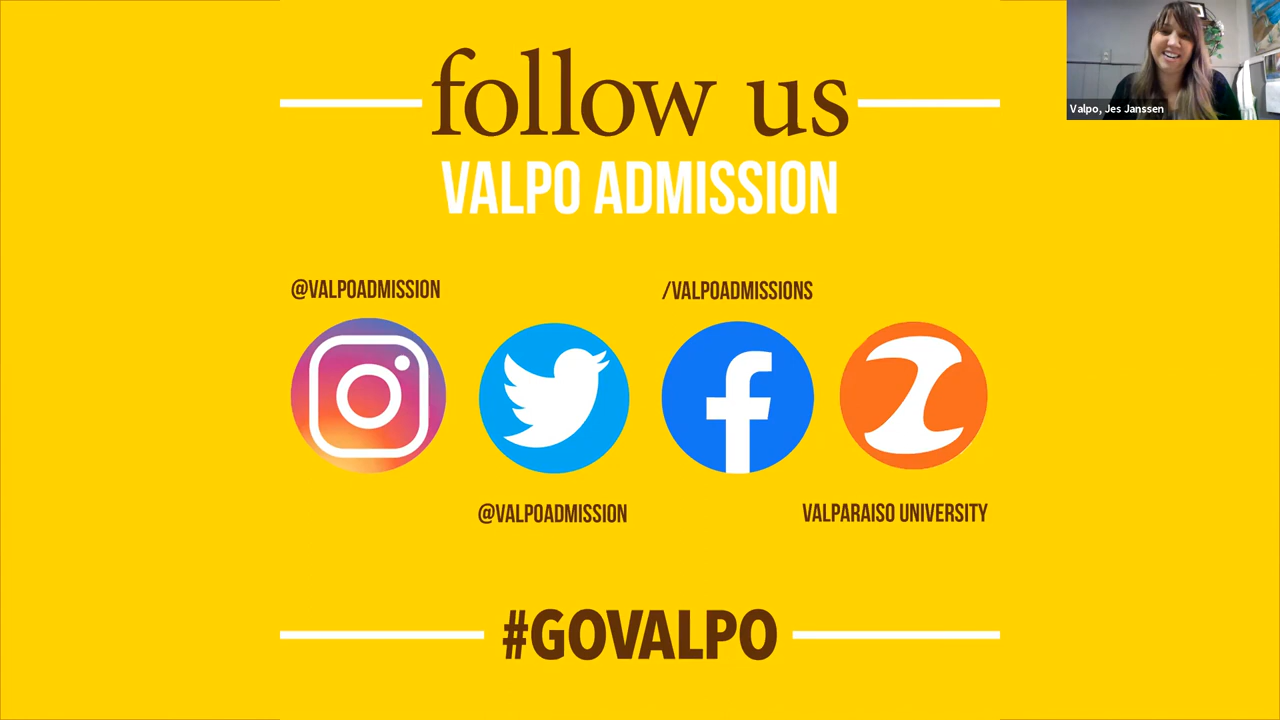 follow us
VALPO ADMISSION
@VALPOADMISSION
/VALPOADMISSIONS
@VALPOADMISSION
VALPARAISO UNIVERSITY
#GOVALPO
Valpo, Jes Janssen